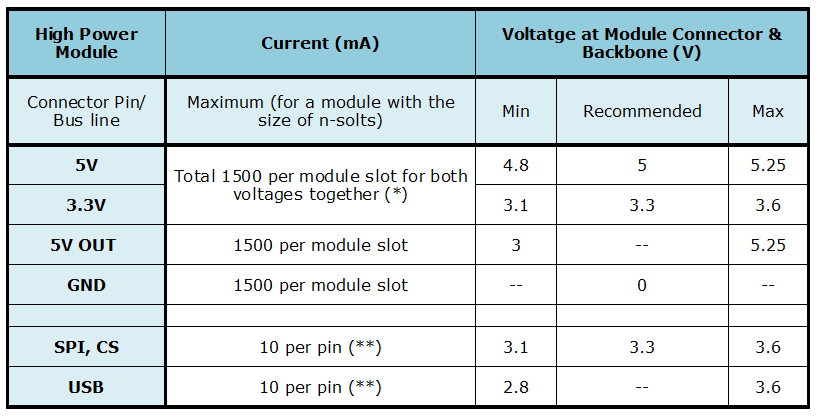 High Power Module Current (mA) Voltatge at Module Connector & Backbone (V)
Connector Pin/ Bus line Maximum (for a module with the size of n-solts) Min Recommended Max
5V Total 1500 per module slot for both voltages together (*) 4.8 5 5.25
3.3V 3.1 3.3 3.6
5V OUT 1500 per module slot 3 -- 5.25
GND 1500 per module slot -- 0 --
SPI, CS 10 per pin (**) 3.1 3.3 3.6
USB 10 per pin (**) 2.8 -- 3.6